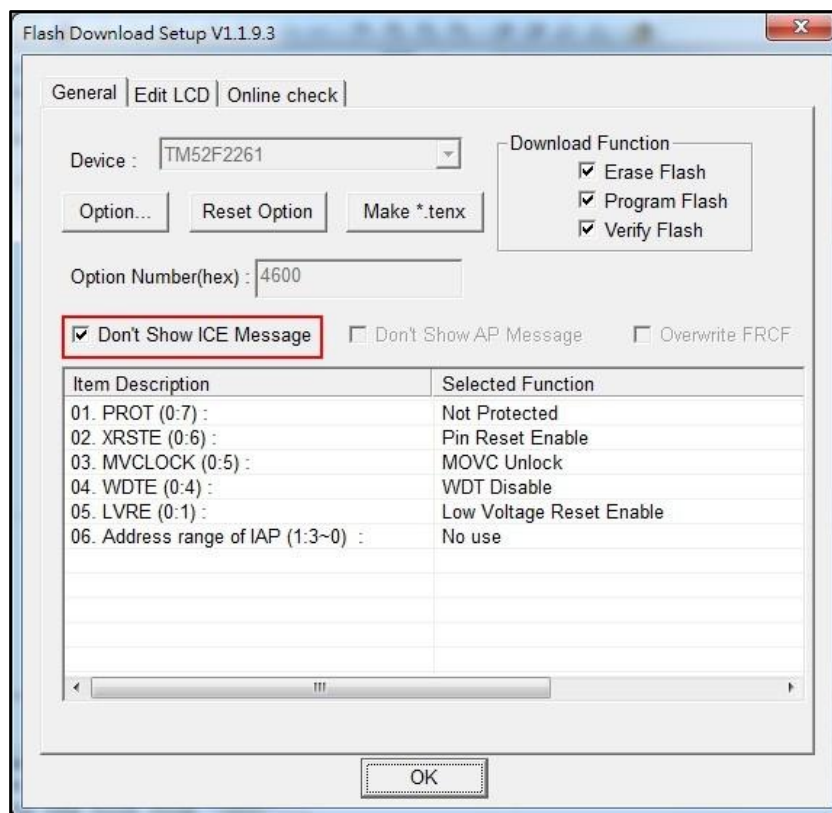 Flash Download Setup V1.1.9.3
General
Edit LCD
Online check
Device :
TM52F2261
Download Function
Erase Flash
Program Flash
Verify Flash
Option...
Reset Option
Make *.tenx
Option Number(hex) :
4600
Don't Show ICE Message
Don't Show AP Message
Overwrite FRCF
Item Description
Selected Function
01. PROT (0:7) :
Not Protected
02. XRSTE (0:6) :
Pin Reset Enable
03. MVCLOCK (0:5) :
MOVC Unlock
04. WDTE (0:4) :
WDT Disable
05. LVRE (0:1) :
Low Voltage Reset Enable
06. Address range of IAP (1:3~0) :
No use
OK